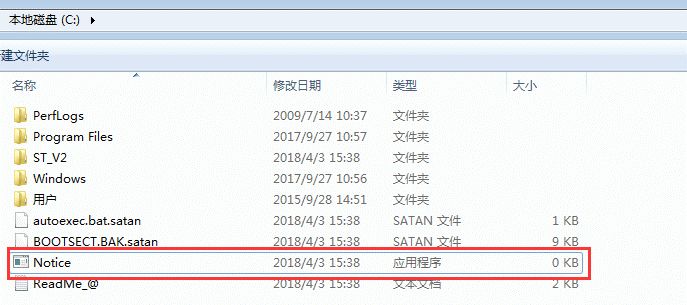 本地磁盘 (C:)
建文件夹
名称 修改日期 类型 大小
PerfLogs 2009/7/14 10:37 文件夹
Program Files 2017/9/27 10:57 文件夹
ST_V2 2018/4/3 15:38 文件夹
Windows 2017/9/27 10:56 文件夹
用户 2015/9/28 14:51 文件夹
autoexec.bat.satan 2018/4/3 15:38 SATAN 文件 1 KB
BOOTSECT.BAK.satan 2018/4/3 15:38 SATAN 文件 9 KB
Notice 2018/4/3 15:38 应用程序 0 KB
ReadMe_@ 2018/4/3 15:38 文本文档 2 KB